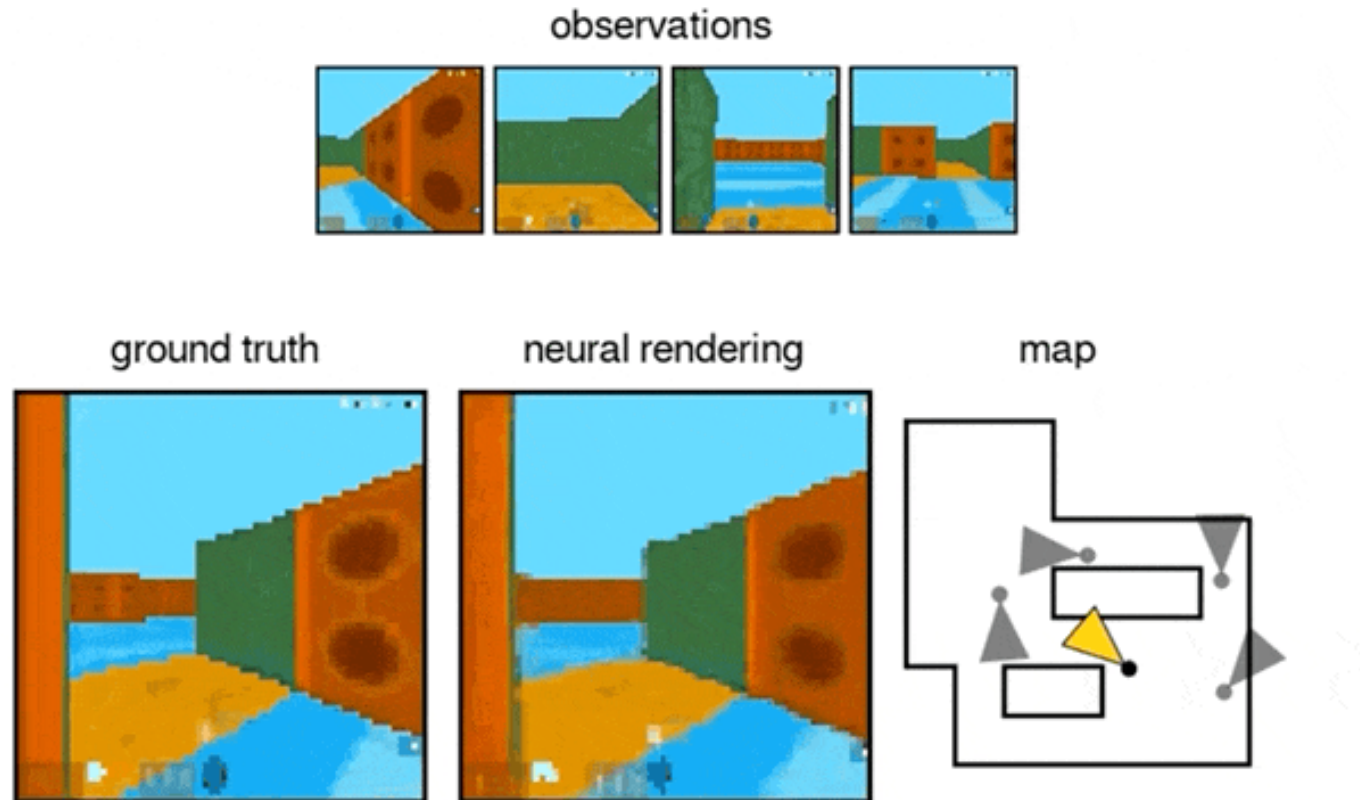 observations
ground truth
neural rendering
map